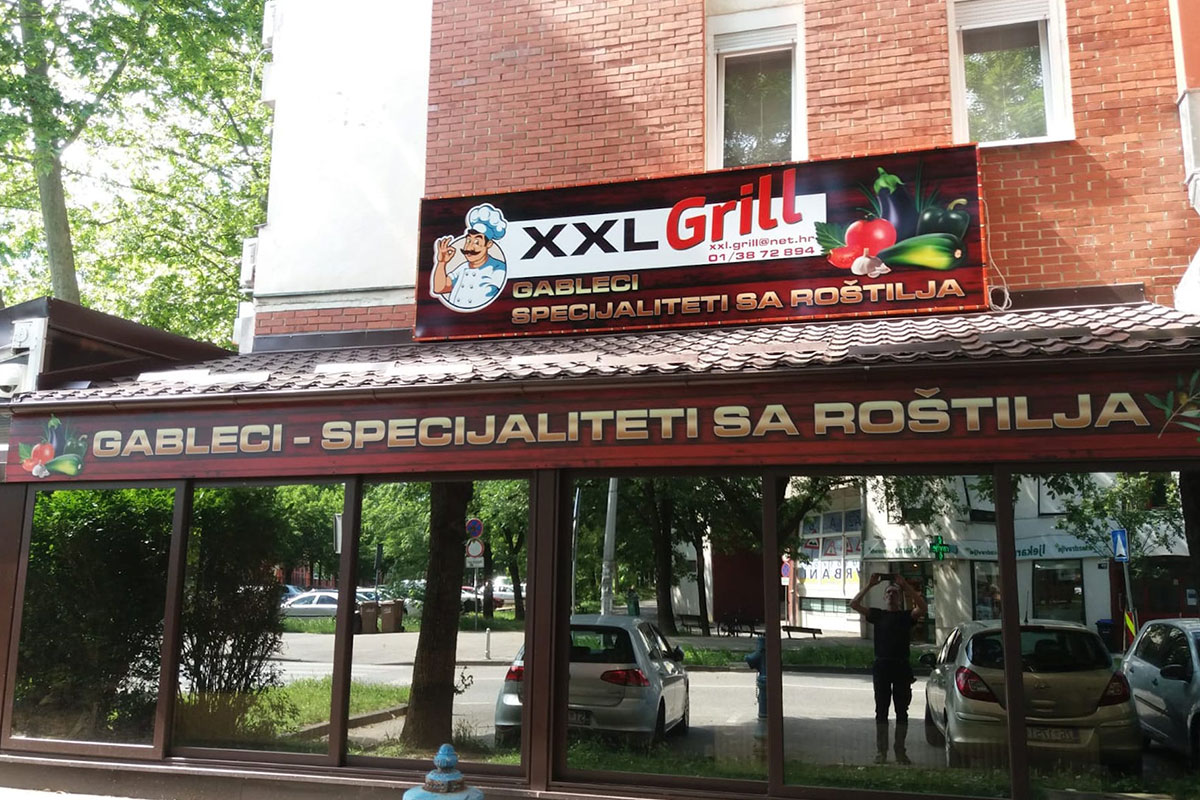 XXL Grill
xxl.grill@net.hr
01/38 72 894
GABLECI
SPECIJALITETI SA ROŠTILJA
GABLECI - SPECIJALITETI SA ROŠTILJA